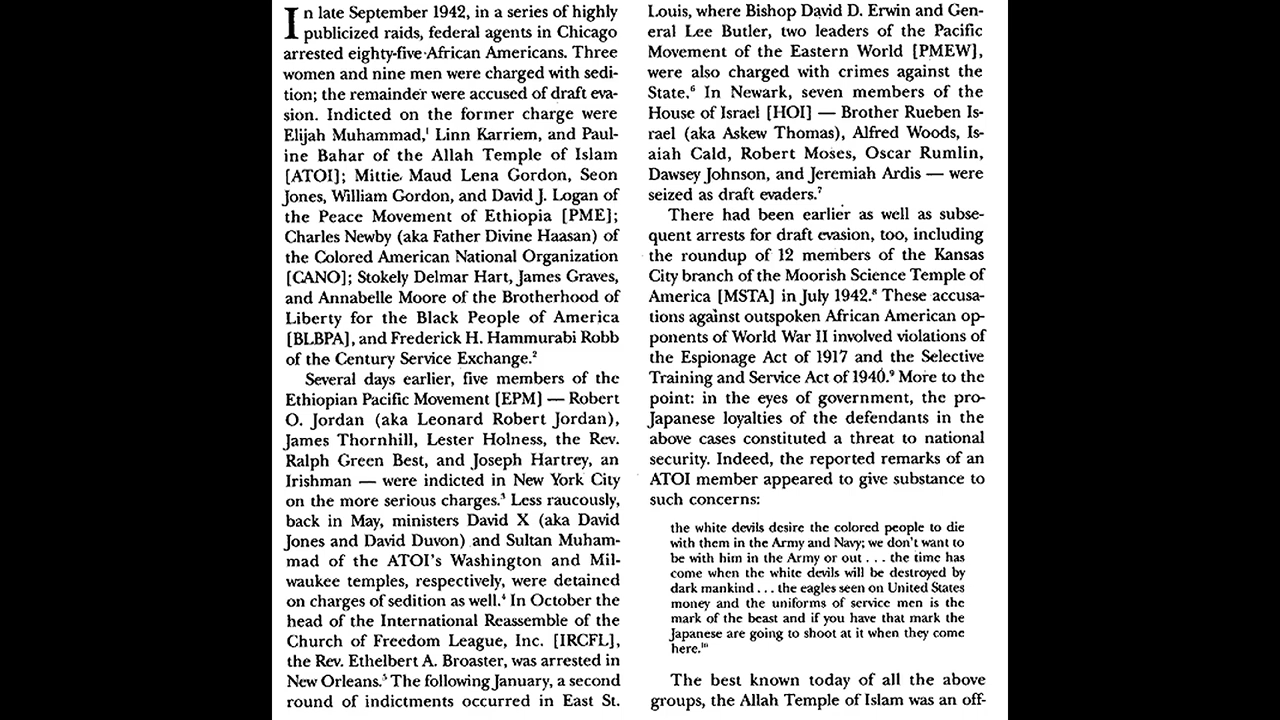 In late September 1942, in a series of highly
publicized raids, federal agents in Chicago
arrested eighty-five African Americans. Three
women and nine men were charged with sedi-
tion; the remainder were accused of draft eva-
sion. Indicted on the former charge were
Elijah Muhammad,¹ Linn Karriem, and Paul-
ine Bahar of the Allah Temple of Islam
[ATOI]; Mittie Maud Lena Gordon, Seon
Jones, William Gordon, and David J. Logan of
the Peace Movement of Ethiopia [PME];
Charles Newby (aka Father Divine Haasan) of
the Colored American National Organization
[CANO]; Stokely Delmar Hart, James Graves,
and Annabelle Moore of the Brotherhood of
Liberty for the Black People of America
[BLBPA], and Frederick H. Hammurabi Robb
of the Century Service Exchange.²
Several days earlier, five members of the
Ethiopian Pacific Movement [EPM] — Robert
O. Jordan (aka Leonard Robert Jordan),
James Thornhill, Lester Holness, the Rev.
Ralph Green Best, and Joseph Hartrey, an
Irishman — were indicted in New York City
on the more serious charges.³ Less raucously,
back in May, ministers David X (aka David
Jones and David Duvon) and Sultan Muham-
mad of the ATOI's Washington and Mil-
waukee temples, respectively, were detained
on charges of sedition as well.⁴ In October the
head of the International Reassemble of the
Church of Freedom League, Inc. [IRCFL],
the Rev. Ethelbert A. Broaster, was arrested in
New Orleans.⁵ The following January, a second
round of indictments occurred in East St.
Louis, where Bishop David D. Erwin and Gen-
eral Lee Butler, two leaders of the Pacific
Movement of the Eastern World [PMEW],
were also charged with crimes against the
State.⁶ In Newark, seven members of the
House of Israel [HOI] — Brother Rueben Is-
rael (aka Askew Thomas), Alfred Woods, Is-
aiah Cald, Robert Moses, Oscar Rumlin,
Dawsey Johnson, and Jeremiah Ardis — were
seized as draft evaders.⁷
There had been earlier as well as subse-
quent arrests for draft evasion, too, including
the roundup of 12 members of the Kansas
City branch of the Moorish Science Temple of
America [MSTA] in July 1942.⁸ These accusa-
tions against outspoken African American op-
ponents of World War II involved violations of
the Espionage Act of 1917 and the Selective
Training and Service Act of 1940.⁹ More to the
point: in the eyes of government, the pro-
Japanese loyalties of the defendants in the
above cases constituted a threat to national
security. Indeed, the reported remarks of an
ATOI member appeared to give substance to
such concerns:
the white devils desire the colored people to die
with them in the Army and Navy; we don't want to
be with him in the Army or out . . . the time has
come when the white devils will be destroyed by
dark mankind . . . the eagles seen on United States
money and the uniforms of service men is the
mark of the beast and if you have that mark the
Japanese are going to shoot at it when they come
here.¹⁰
The best known today of all the above
groups, the Allah Temple of Islam was an off-